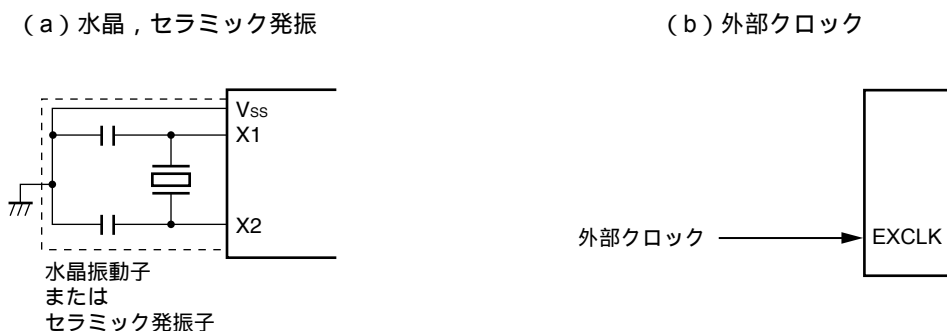 （a）水晶，セラミック発振
（b）外部クロック
VSS
X1
X2
水晶振動子
または
セラミック発振子
外部クロック
EXCLK